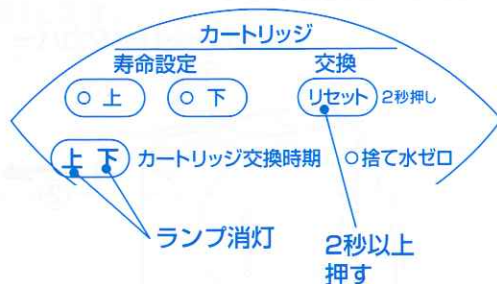 カートリッジ
寿命設定 交換
上 下 リセット 2秒押し
上 下 カートリッジ交換時期 捨て水ゼロ
ランプ消灯
2秒以上
押す